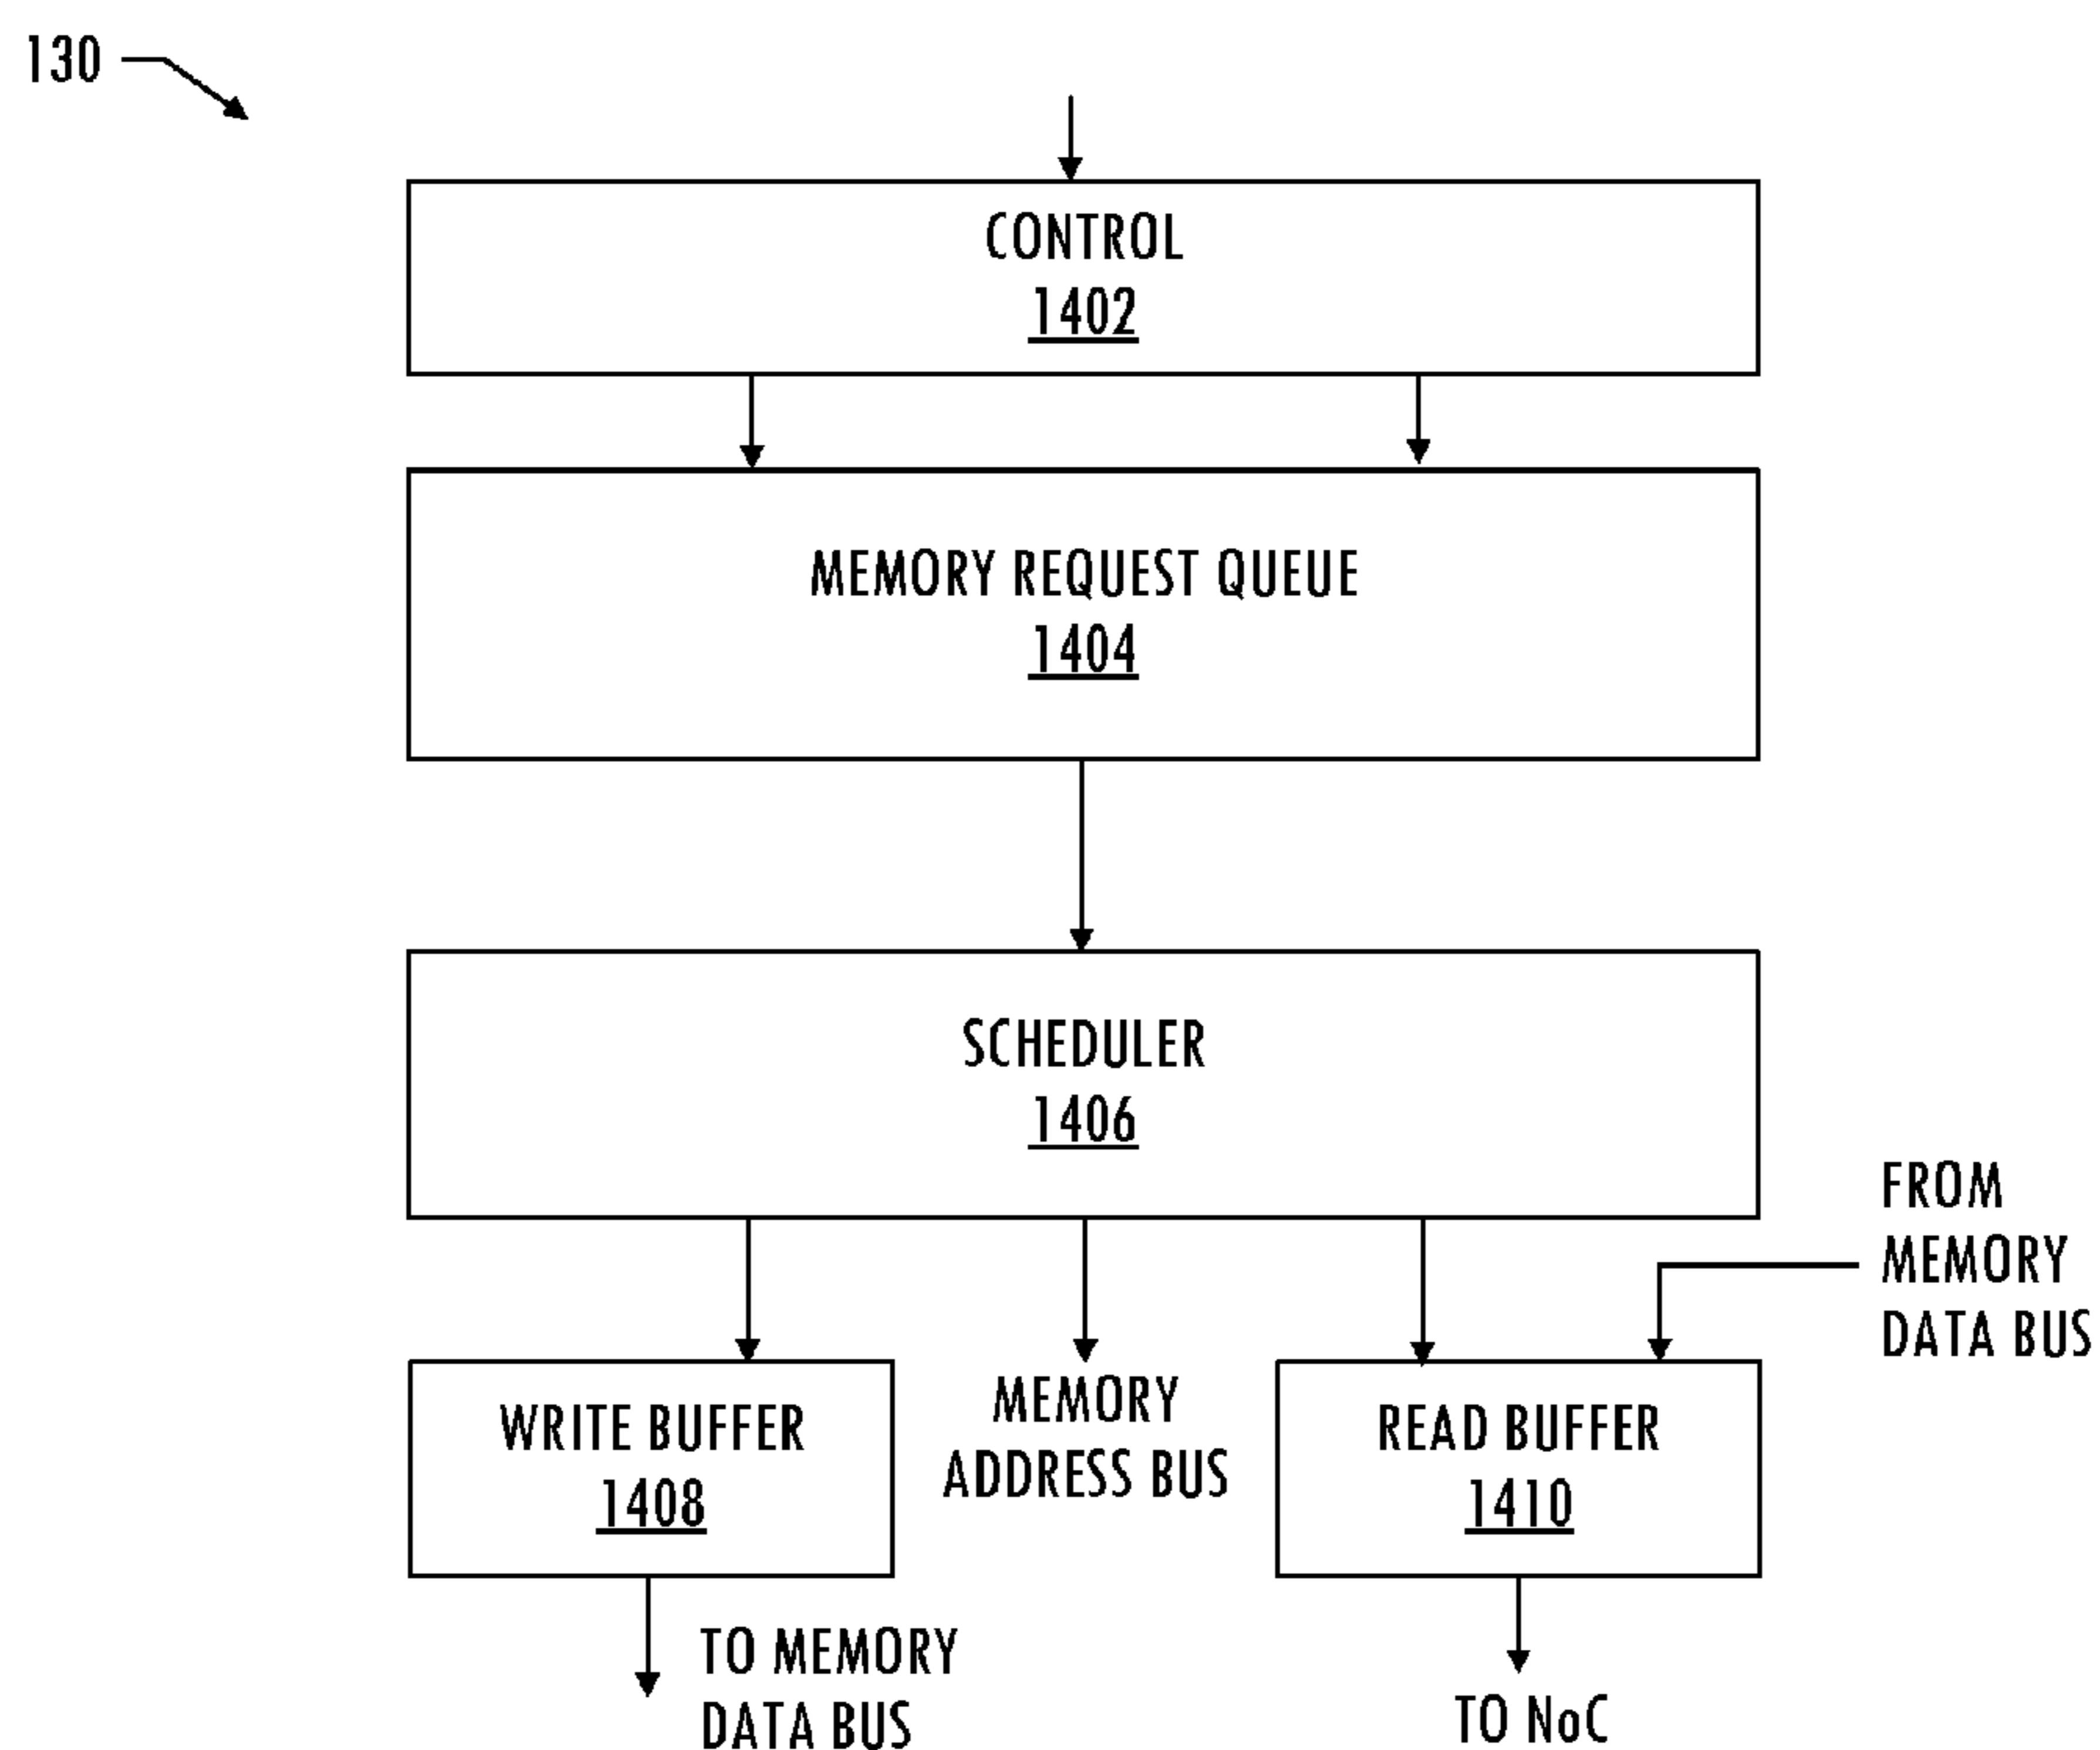 130
CONTROL
1402
MEMORY REQUEST QUEUE
1404
SCHEDULER
1406
FROM
MEMORY
DATA BUS
WRITE BUFFER
1408
MEMORY
ADDRESS BUS
READ BUFFER
1410
TO MEMORY
DATA BUS
TO NoC